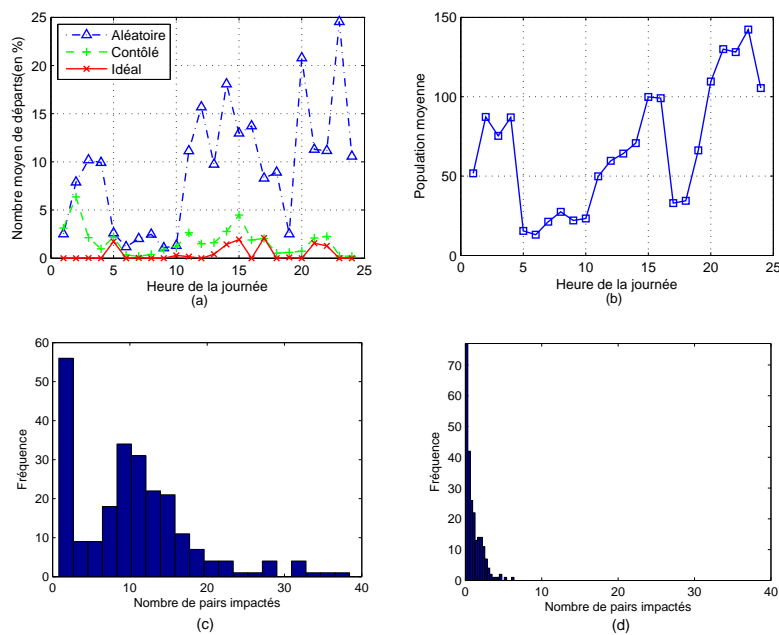 Nombre moyen de départs(en %)
25
20
15
10
5
0
Aléatoire
Contôlé
Idéal
0 5 10 15 20 25
Heure de la journée
(a)
Population moyenne
150
100
50
0
0 5 10 15 20 25
Heure de la journée
(b)
Fréquence
60
50
40
30
20
10
0
0 10 20 30 40
Nombre de pairs impactés
(c)
Fréquence
70
60
50
40
30
20
10
0
0 10 20 30 40
Nombre de pairs impactés
(d)